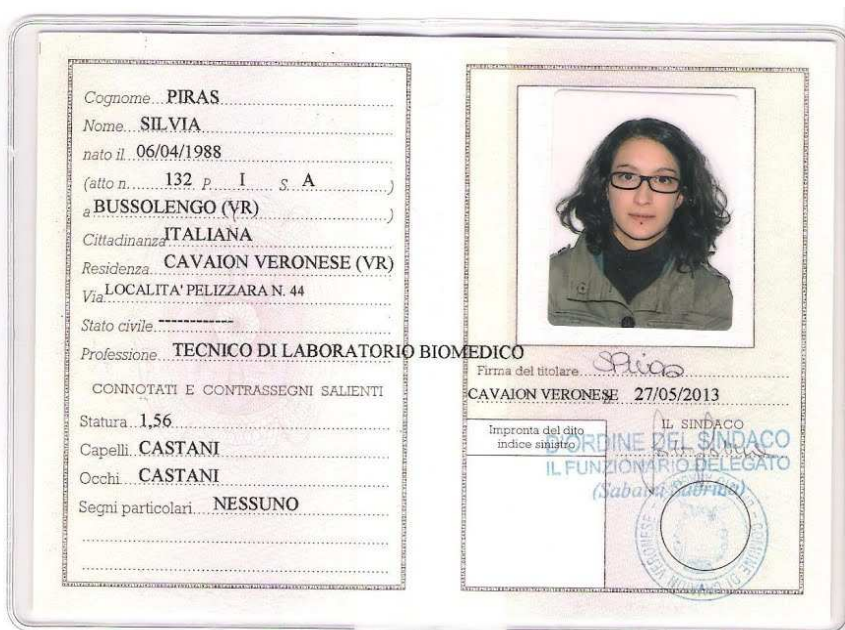 Cognome...PIRAS
Nome...SILVIA
nato il 06/04/1988
(atto n. 132 P. I S. A)
a BUSSOLENGO (VR))
Cittadinanza ITALIANA
Residenza CAVAION VERONESE (VR)
Via LOCALITA' PELIZZARA N. 44
Stato civile -------------
Professione TECNICO DI LABORATORIO BIOMEDICO
CONNOTATI E CONTRASSEGNI SALIENTI
Statura 1,56
Capelli CASTANI
Occhi CASTANI
Segni particolari NESSUNO
Firma del titolare
CAVAION VERONESE 27/05/2013
Impronta del dito
indice sinistro
IL SINDACO
D'ORDINE DEL SINDACO
IL FUNZIONARIO DELEGATO